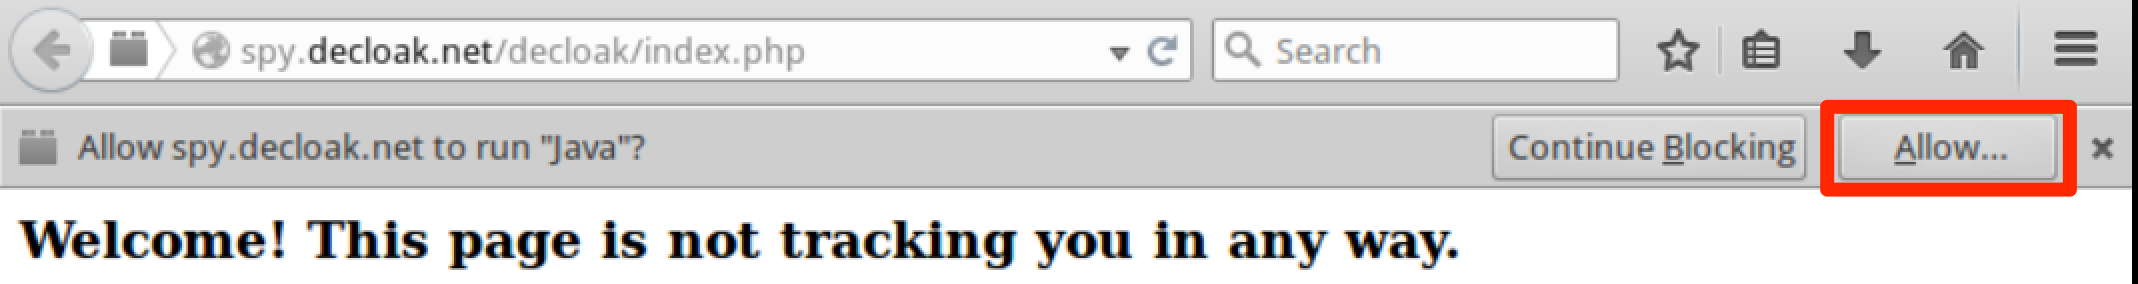 spy.decloak.net/decloak/index.php Search
Allow spy.decloak.net to run "Java"? Continue Blocking Allow...
Welcome! This page is not tracking you in any way.